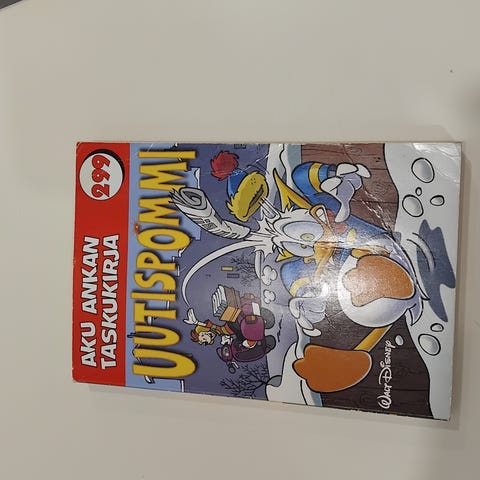 AKU ANKAN
TASKUKIRJA
299
UUTISPOMMI
WALT DISNEY